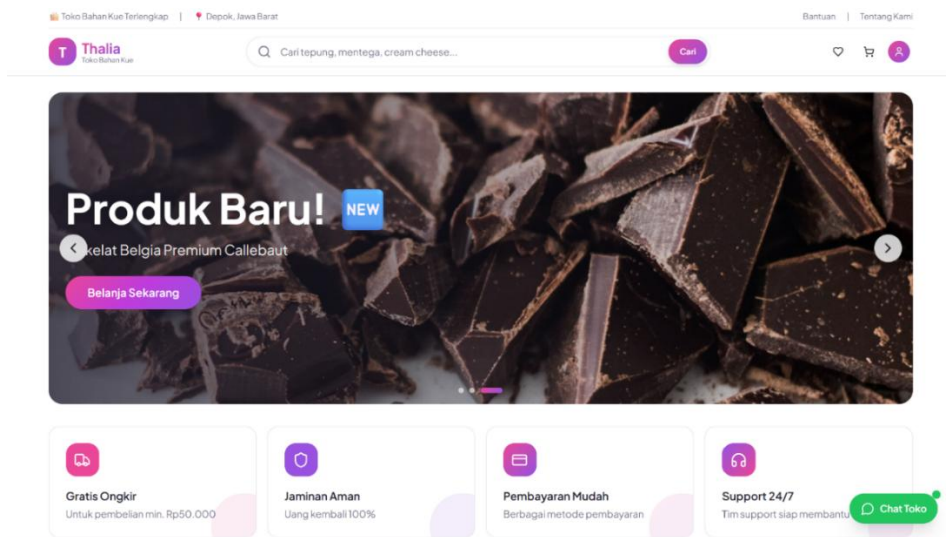 Toko Bahan Kue Terlengkap | Depok, Jawa Barat
Bantuan | Tentang Kami
T
Thalia
Toko Bahan Kue
Cari tepung, mentega, cream cheese...
Cari
Produk Baru! NEW
kelat Belgia Premium Callebaut
Belanja Sekarang
Gratis Ongkir
Untuk pembelian min. Rp50.000
Jaminan Aman
Uang kembali 100%
Pembayaran Mudah
Berbagai metode pembayaran
Support 24/7
Tim support siap membantu
Chat Toko